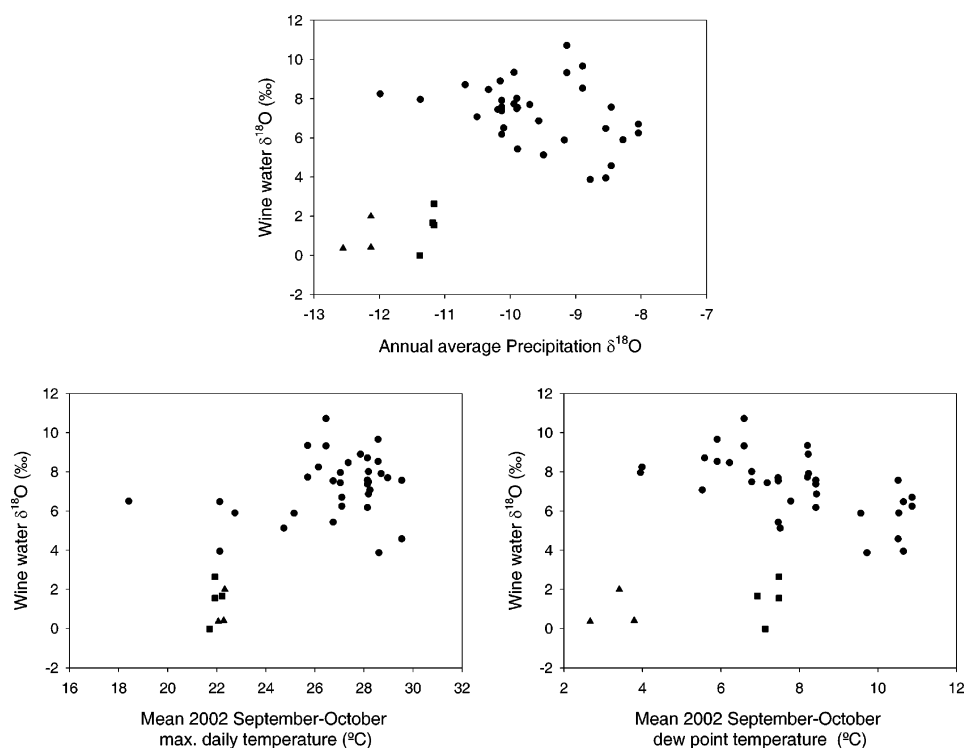 12
10
8
6
4
2
0
-2
Wine water δ18O (‰)
-13 -12 -11 -10 -9 -8 -7
Annual average Precipitation δ18O
12
10
8
6
4
2
0
-2
Wine water δ18O (‰)
16 18 20 22 24 26 28 30 32
Mean 2002 September-October
max. daily temperature (ºC)
12
10
8
6
4
2
0
-2
Wine water δ18O (‰)
2 4 6 8 10 12
Mean 2002 September-October
dew point temperature (ºC)